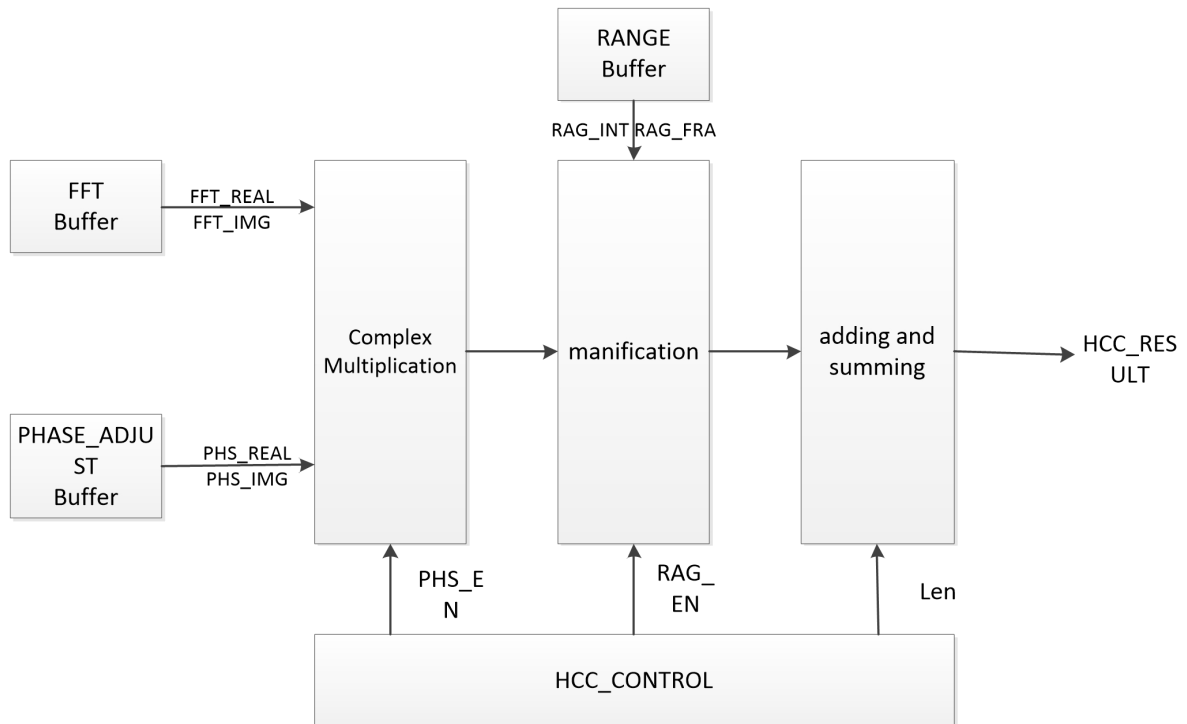 RANGE
Buffer
RAG_INT RAG_FRA
FFT
Buffer
FFT_REAL
FFT_IMG
Complex
Multiplication
manification
adding and
summing
HCC_RES
ULT
PHASE_ADJU
ST
Buffer
PHS_REAL
PHS_IMG
PHS_E
N
RAG_
EN
Len
HCC_CONTROL